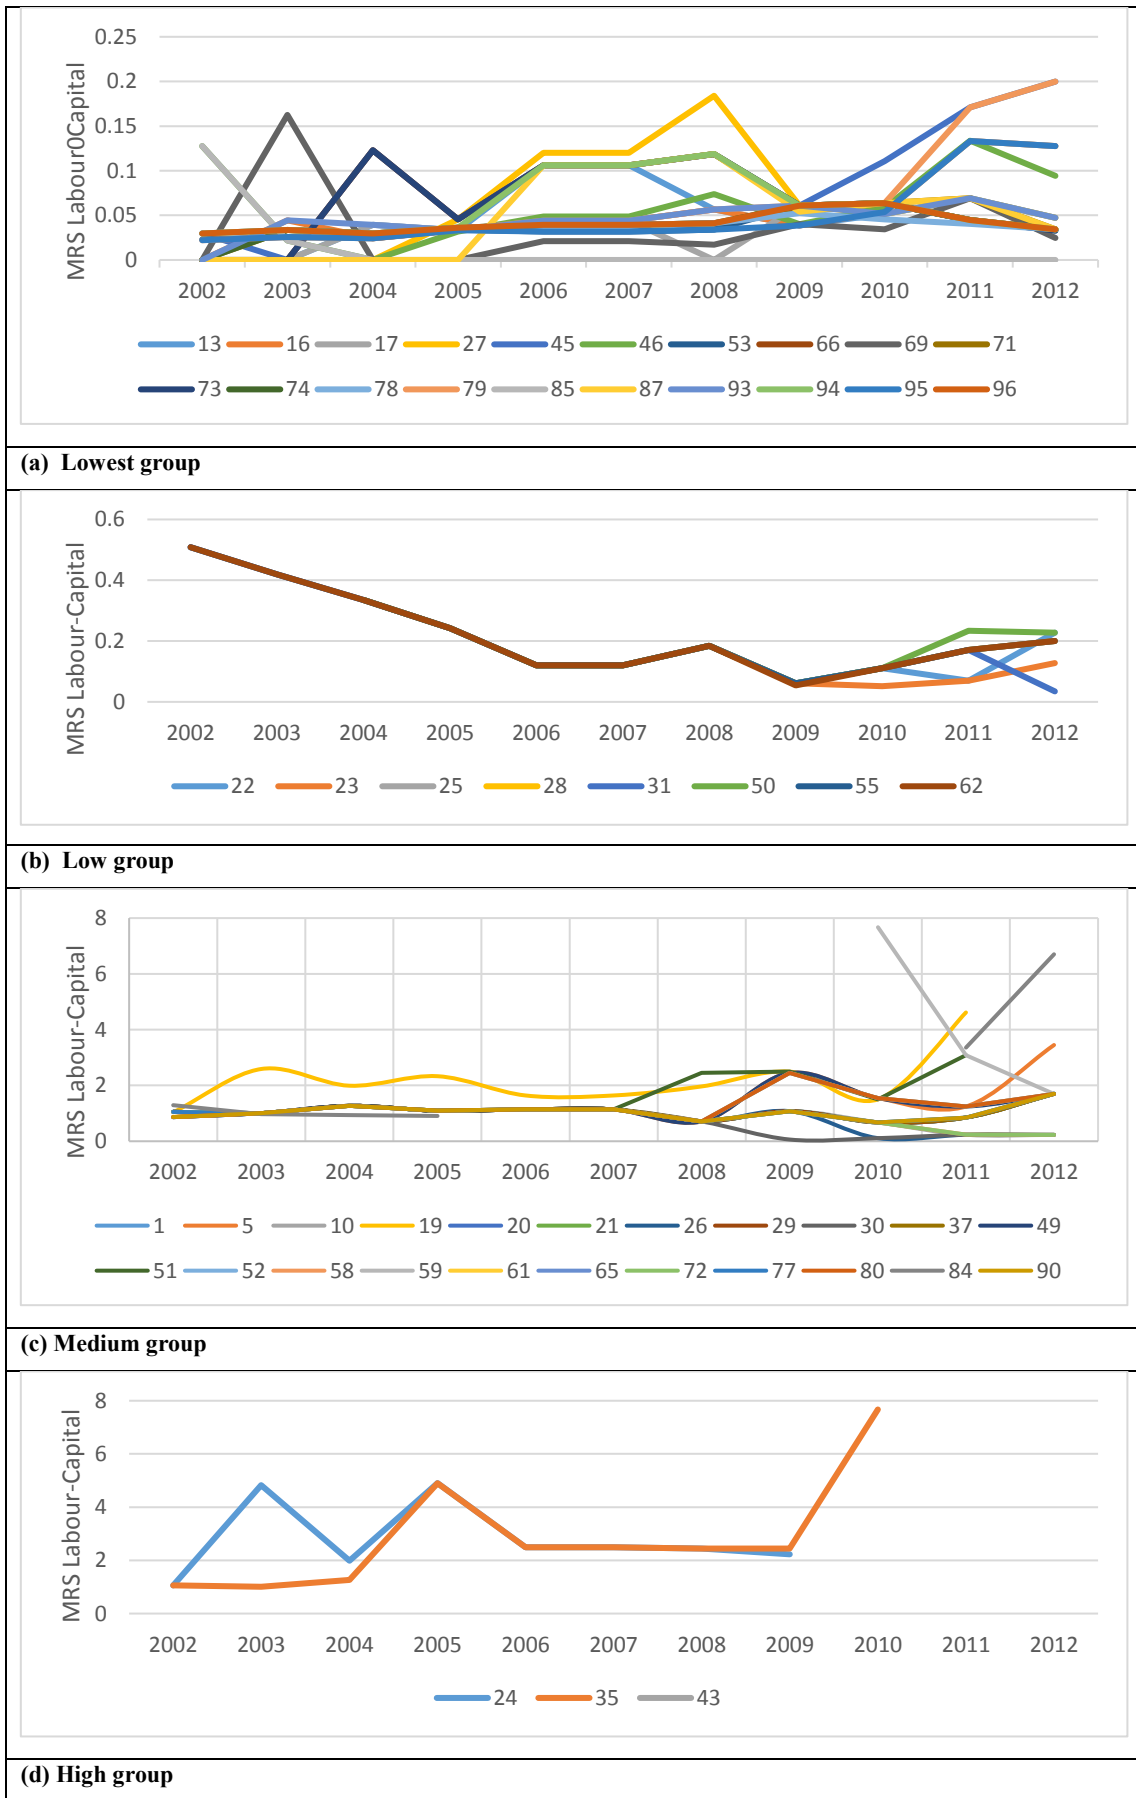 MRS Labour0Capital
0.25
0.2
0.15
0.1
0.05
0
2002 2003 2004 2005 2006 2007 2008 2009 2010 2011 2012
13 16 17 27 45 46 53 66 69 71
73 74 78 79 85 87 93 94 95 96
(a) Lowest group
MRS Labour-Capital
0.6
0.4
0.2
0
2002 2003 2004 2005 2006 2007 2008 2009 2010 2011 2012
22 23 25 28 31 50 55 62
(b) Low group
MRS Labour-Capital
8
6
4
2
0
2002 2003 2004 2005 2006 2007 2008 2009 2010 2011 2012
1 5 10 19 20 21 26 29 30 37 49
51 52 58 59 61 65 72 77 80 84 90
(c) Medium group
MRS Labour-Capital
8
6
4
2
0
2002 2003 2004 2005 2006 2007 2008 2009 2010 2011 2012
24 35 43
(d) High group